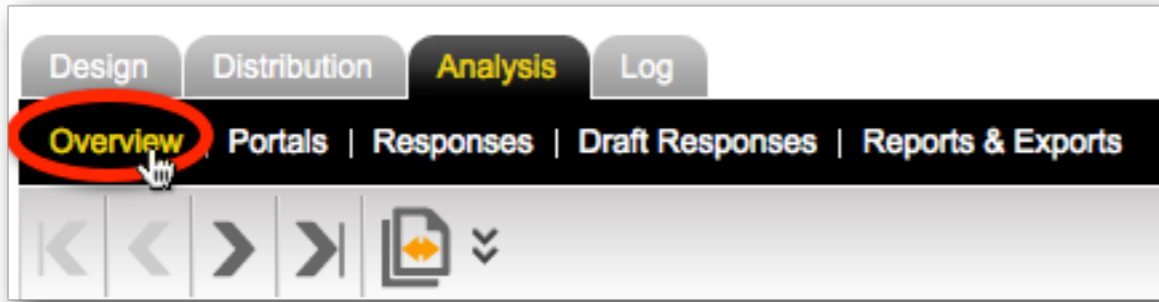 Design Distribution Analysis Log
Overview | Portals | Responses | Draft Responses | Reports & Exports